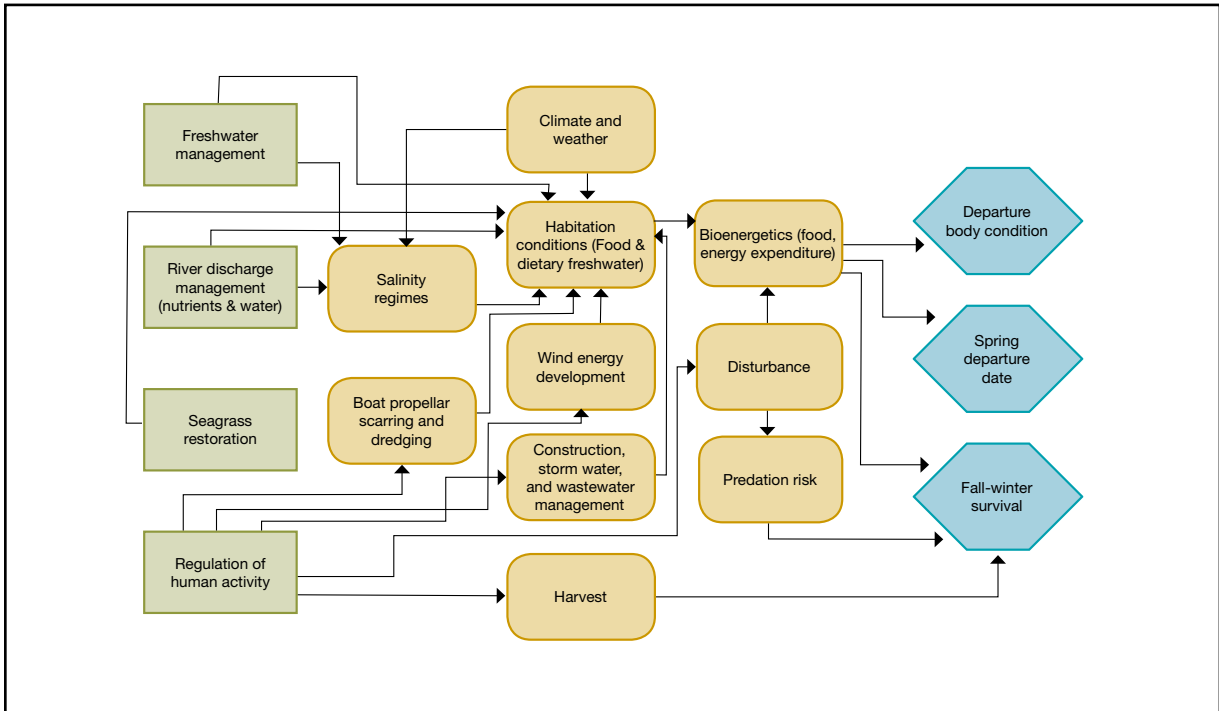 Freshwater
management
Climate and
weather
Departure
body condition
Habitation
conditions (Food &
dietary freshwater)
Bioenergetics (food,
energy expenditure)
River discharge
management
(nutrients & water)
Salinity
regimes
Wind energy
development
Disturbance
Spring
departure
date
Seagrass
restoration
Boat propellar
scarring and
dredging
Construction,
storm water,
and wastewater
management
Predation risk
Fall-winter
survival
Regulation of
human activity
Harvest